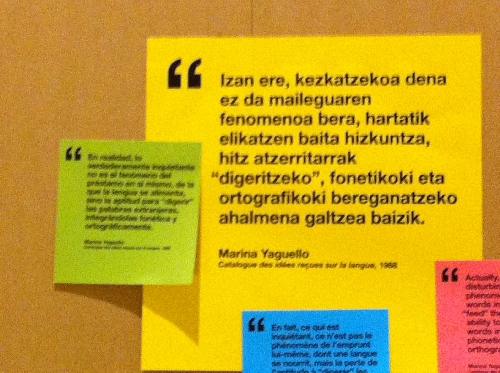 “ Izan ere, kezkatzekoa dena
ez da maileguaren
fenomenoa bera, hartatik
elikatzen baita hizkuntza,
hitz atzerritarrak
“digeritzeko”, fonetikoki eta
ortografikoki bereganatzeko
ahalmena galtzea baizik.
Marina Yaguello
Catalogue des idées reçues sur la langue, 1988
“ En realidad, lo
verdaderamente inquietante
no es el fenómeno del
préstamo en sí mismo, de la
que la lengua se alimenta,
sino la aptitud para “digerir”
las palabras extranjeras,
integrándolas fonética y
ortográficamente.
Marina Yaguello
“ En fait, ce qui est
inquiétant, ce n'est pas le
phénomène de l'emprunt
lui-même, dont une langue
se nourrit, mais la perte de
“ Actually,
disturbin
phenom
words in
“feed” th
ability to
words in
phoneti
orthogr